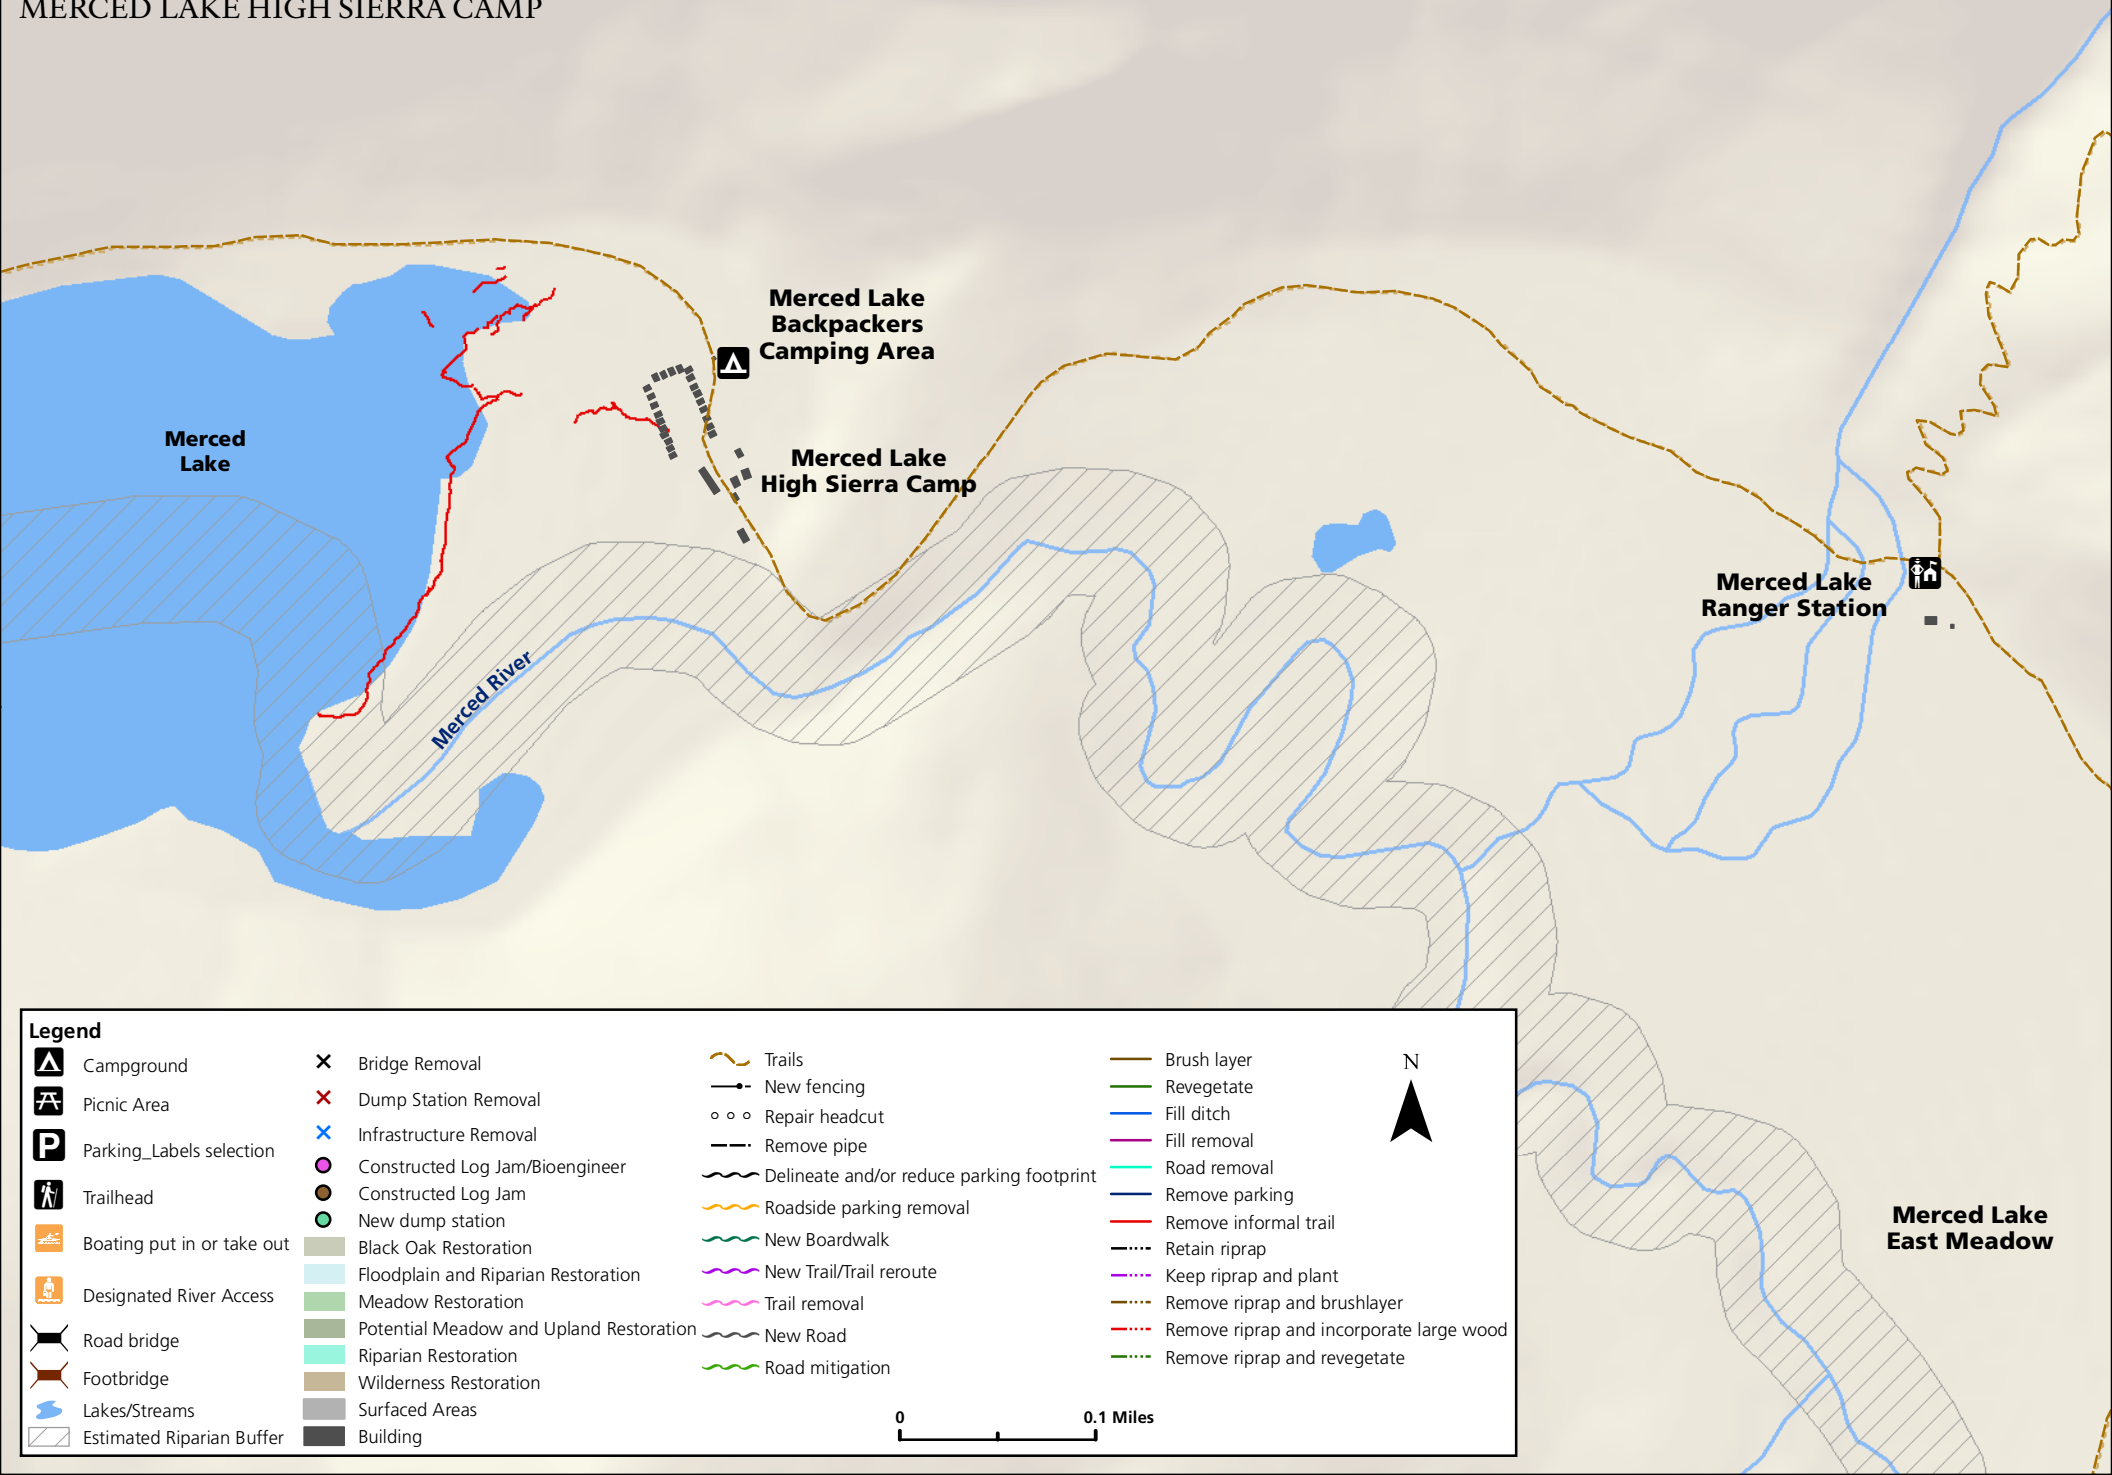 MERCED LAKE HIGH SIERRA CAMP
Merced Lake
Backpackers
Camping Area
Merced
Lake
Merced Lake
High Sierra Camp
Merced Lake
Ranger Station
Merced River
Merced Lake
East Meadow
Legend
Campground
Picnic Area
P
Parking_Labels selection
Trailhead
Boating put in or take out
Designated River Access
Road bridge
Footbridge
Lakes/Streams
Estimated Riparian Buffer
Bridge Removal
Dump Station Removal
Infrastructure Removal
Constructed Log Jam/Bioengineer
Constructed Log Jam
New dump station
Black Oak Restoration
Floodplain and Riparian Restoration
Meadow Restoration
Potential Meadow and Upland Restoration
Riparian Restoration
Wilderness Restoration
Surfaced Areas
Building
Trails
New fencing
Repair headcut
Remove pipe
Delineate and/or reduce parking footprint
Roadside parking removal
New Boardwalk
New Trail/Trail reroute
Trail removal
New Road
Road mitigation
Brush layer
Revegetate
Fill ditch
Fill removal
Road removal
Remove parking
Remove informal trail
Retain riprap
Keep riprap and plant
Remove riprap and brushlayer
Remove riprap and incorporate large wood
Remove riprap and revegetate
N
0 0.1 Miles